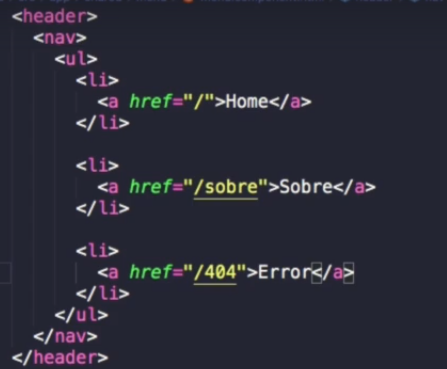 <header>
<nav>
<ul>
<li>
<a href="/">Home</a>
</li>
<li>
<a href="/sobre">Sobre</a>
</li>
<li>
<a href="/404">Error</a>
</li>
</ul>
</nav>
</header>